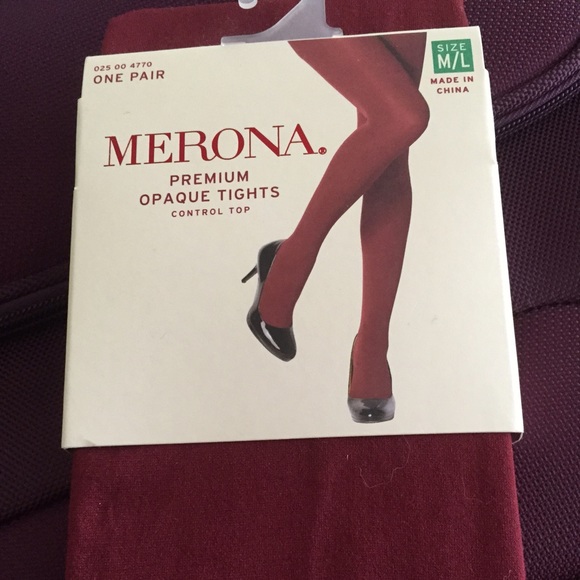 025 00 4770
ONE PAIR
SIZE
M/L
MADE IN
CHINA
MERONA®
PREMIUM
OPAQUE TIGHTS
CONTROL TOP